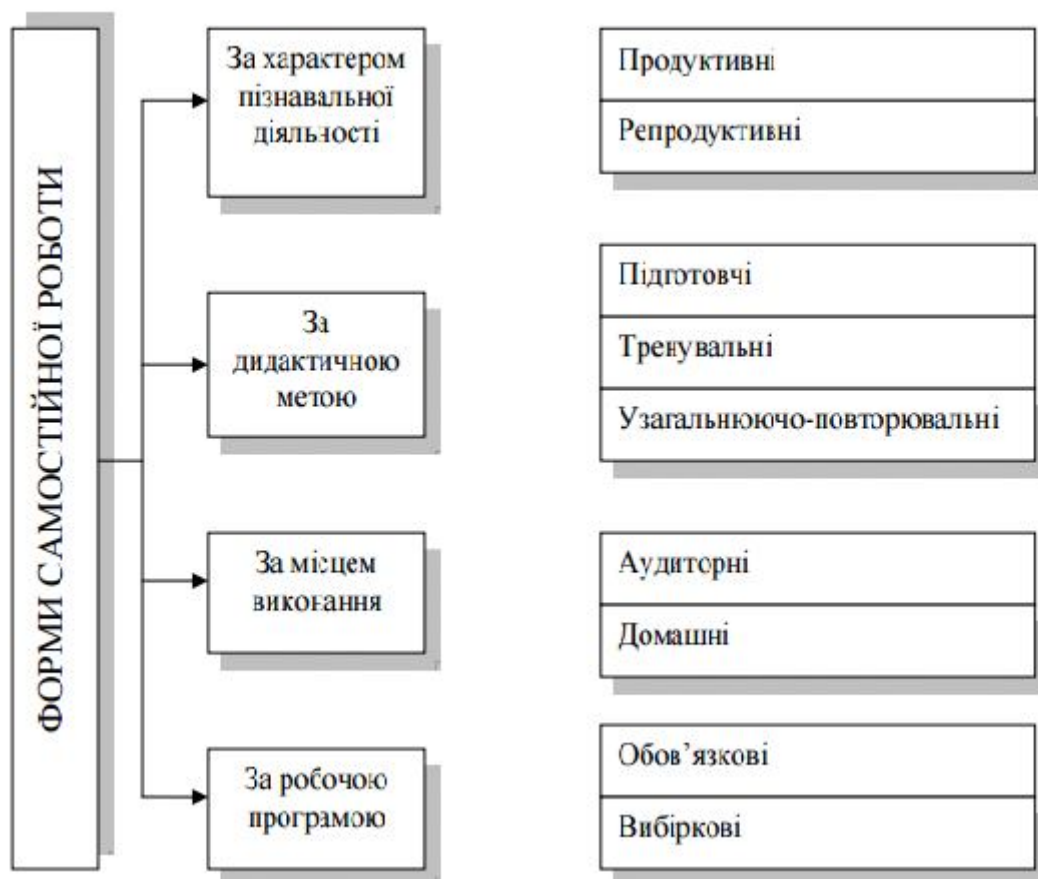 ФОРМИ САМОСТІЙНОЇ РОБОТИ
За характером
пізнавальної
діяльності
Продуктивні
Репродуктивні
За
дидактичною
метою
Підготовчі
Тренувальні
Узагальнюючо-повторювальні
За місцем
виконання
Аудиторні
Домашні
За робочою
програмою
Обов’язкові
Вибіркові